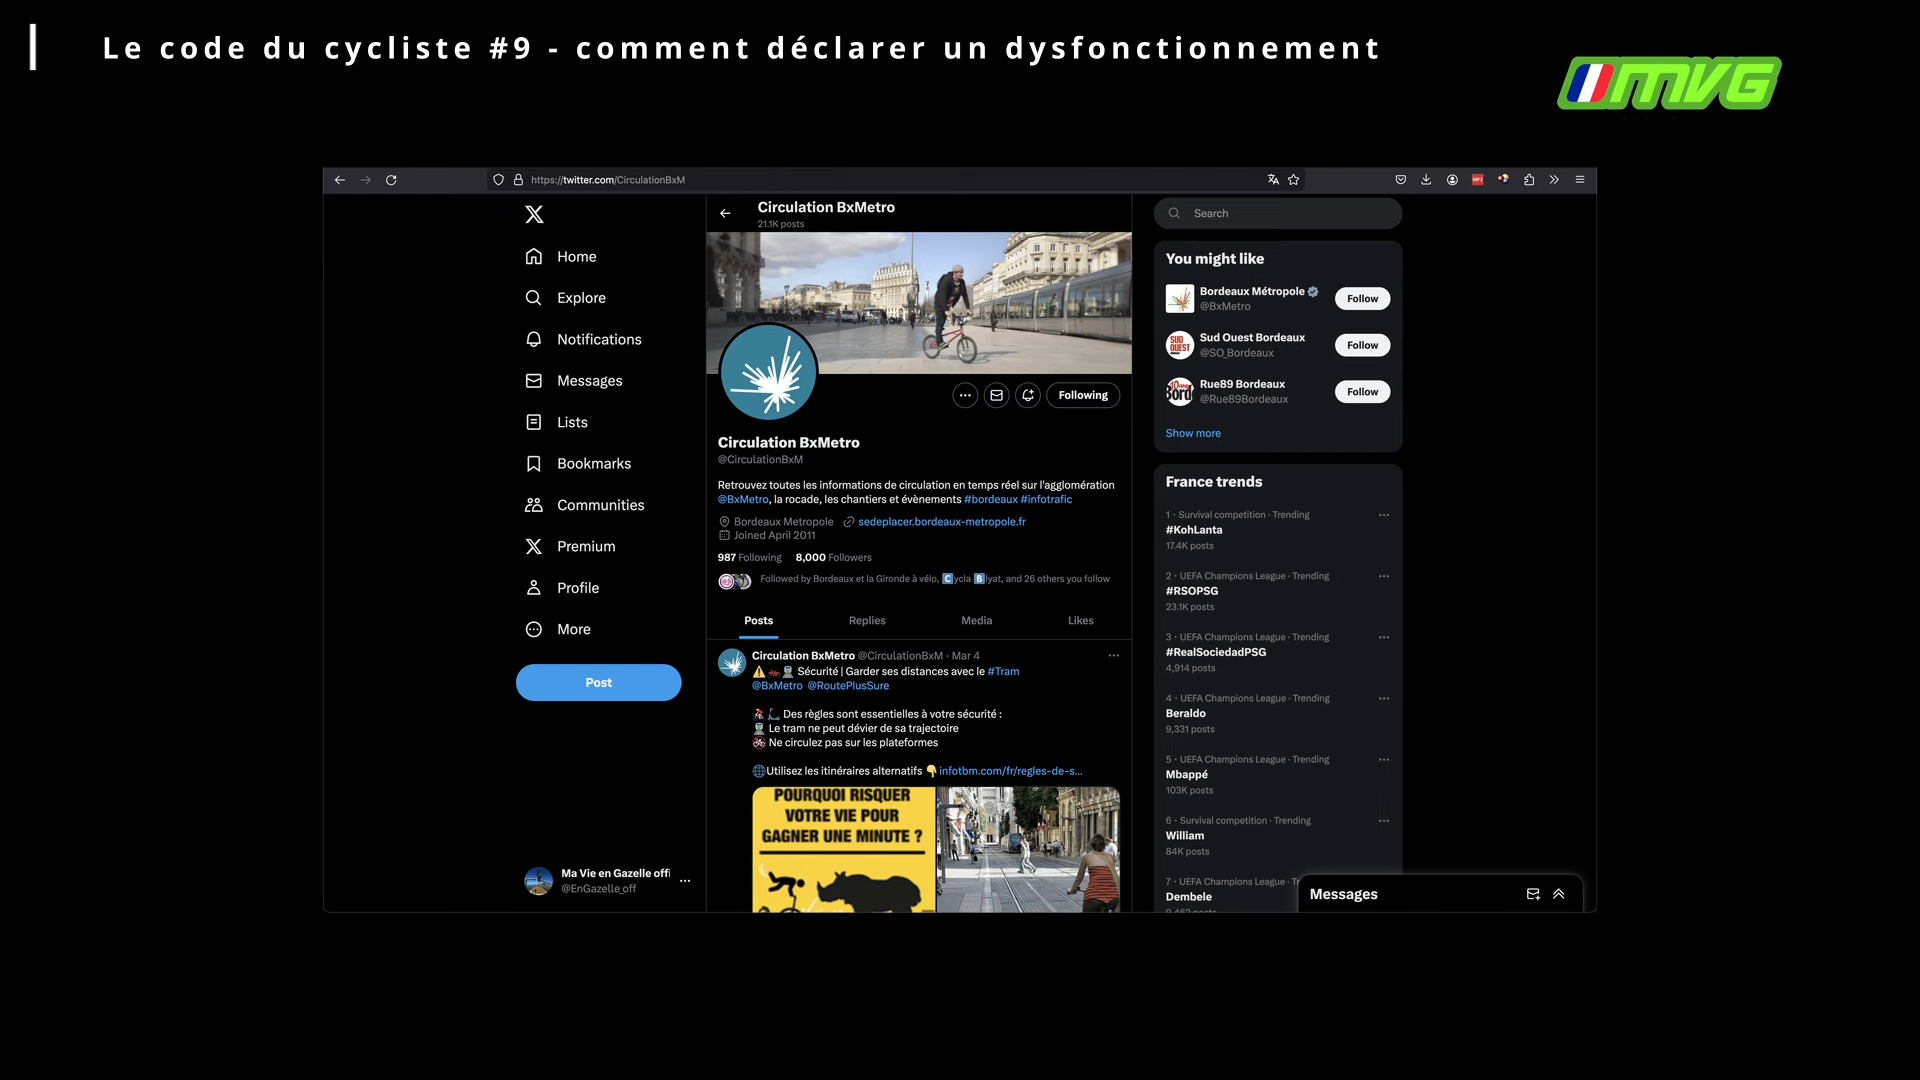 Le code du cycliste #9 - comment déclarer un dysfonctionnement
MVG
https://twitter.com/CirculationBxM
MP3
Home
Explore
Notifications
Messages
Lists
Bookmarks
Communities
Premium
Profile
More
Post
Ma Vie en Gazelle offi
@EnGazelle_off
Circulation BxMetro
21.1K posts
Following
Circulation BxMetro
@CirculationBxM
Retrouvez toutes les informations de circulation en temps réel sur l'agglomération
@BxMetro, la rocade, les chantiers et évènements #bordeaux #infotrafic
Bordeaux Metropole sedeplacer.bordeaux-metropole.fr
Joined April 2011
987 Following 8,000 Followers
Followed by Bordeaux et la Gironde à vélo, Cycla Blyat, and 26 others you follow
Posts Replies Media Likes
Circulation BxMetro @CirculationBxM · Mar 4
Sécurité | Garder ses distances avec le #Tram
@BxMetro @RoutePlusSure
Des règles sont essentielles à votre sécurité :
Le tram ne peut dévier de sa trajectoire
Ne circulez pas sur les plateformes
Utilisez les itinéraires alternatifs infotbm.com/fr/regles-de-s...
POURQUOI RISQUER
VOTRE VIE POUR
GAGNER UNE MINUTE ?
Search
You might like
Bordeaux Métropole
@BxMetro
Follow
SUD OUEST
Sud Ouest Bordeaux
@SO_Bordeaux
Follow
Rue89 Bordeaux
@Rue89Bordeaux
Follow
Show more
France trends
1 · Survival competition · Trending
#KohLanta
17.4K posts
2 · UEFA Champions League · Trending
#RSOPSG
23.1K posts
3 · UEFA Champions League · Trending
#RealSociedadPSG
4,914 posts
4 · UEFA Champions League · Trending
Beraldo
9,331 posts
5 · UEFA Champions League · Trending
Mbappé
103K posts
6 · Survival competition · Trending
William
84K posts
7 · UEFA Champions League · Tr
Dembele
Messages